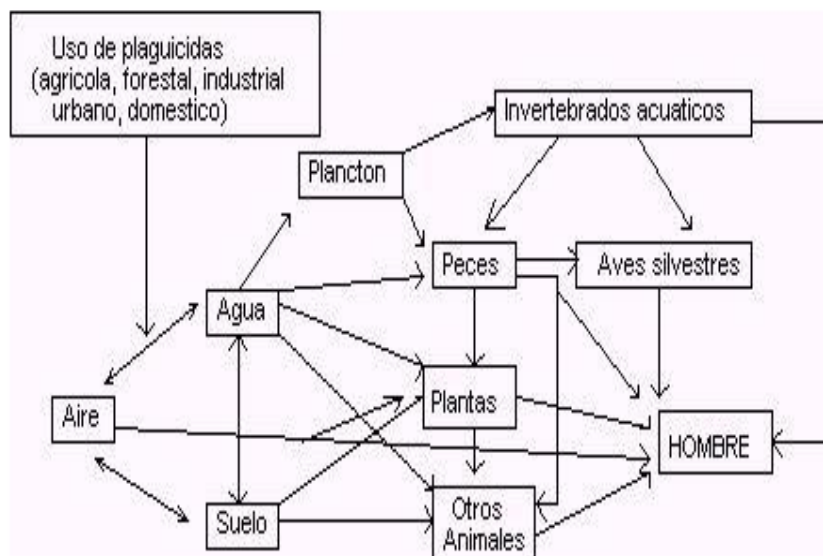 Uso de plaguicidas
(agricola, forestal, industrial
urbano, domestico)
Invertebrados acuaticos
Plancton
Peces
Aves silvestres
Agua
Plantas
Aire
HOMBRE
Suelo
Otros
Animales